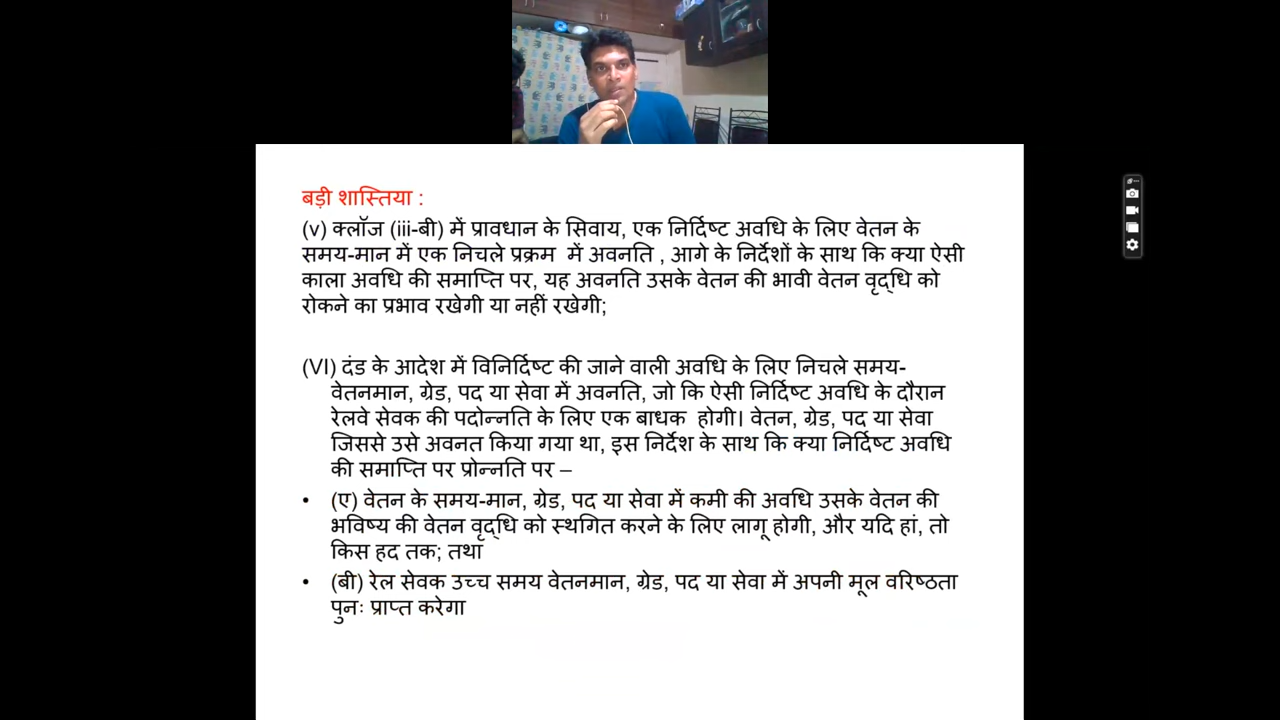 बड़ी शास्तिया :
(v) क्लॉज (iii-बी) में प्रावधान के सिवाय, एक निर्दिष्ट अवधि के लिए वेतन के
समय-मान में एक निचले प्रक्रम में अवनति , आगे के निर्देशों के साथ कि क्या ऐसी
काला अवधि की समाप्ति पर, यह अवनति उसके वेतन की भावी वेतन वृद्धि को
रोकने का प्रभाव रखेगी या नहीं रखेगी;
(VI) दंड के आदेश में विनिर्दिष्ट की जाने वाली अवधि के लिए निचले समय-
वेतनमान, ग्रेड, पद या सेवा में अवनति, जो कि ऐसी निर्दिष्ट अवधि के दौरान
रेलवे सेवक की पदोन्नति के लिए एक बाधक होगी। वेतन, ग्रेड, पद या सेवा
जिससे उसे अवनत किया गया था, इस निर्देश के साथ कि क्या निर्दिष्ट अवधि
की समाप्ति पर प्रोन्नति पर –
• (ए) वेतन के समय-मान, ग्रेड, पद या सेवा में कमी की अवधि उसके वेतन की
भविष्य की वेतन वृद्धि को स्थगित करने के लिए लागू होगी, और यदि हां, तो
किस हद तक; तथा
• (बी) रेल सेवक उच्च समय वेतनमान, ग्रेड, पद या सेवा में अपनी मूल वरिष्ठता
पुनः प्राप्त करेगा